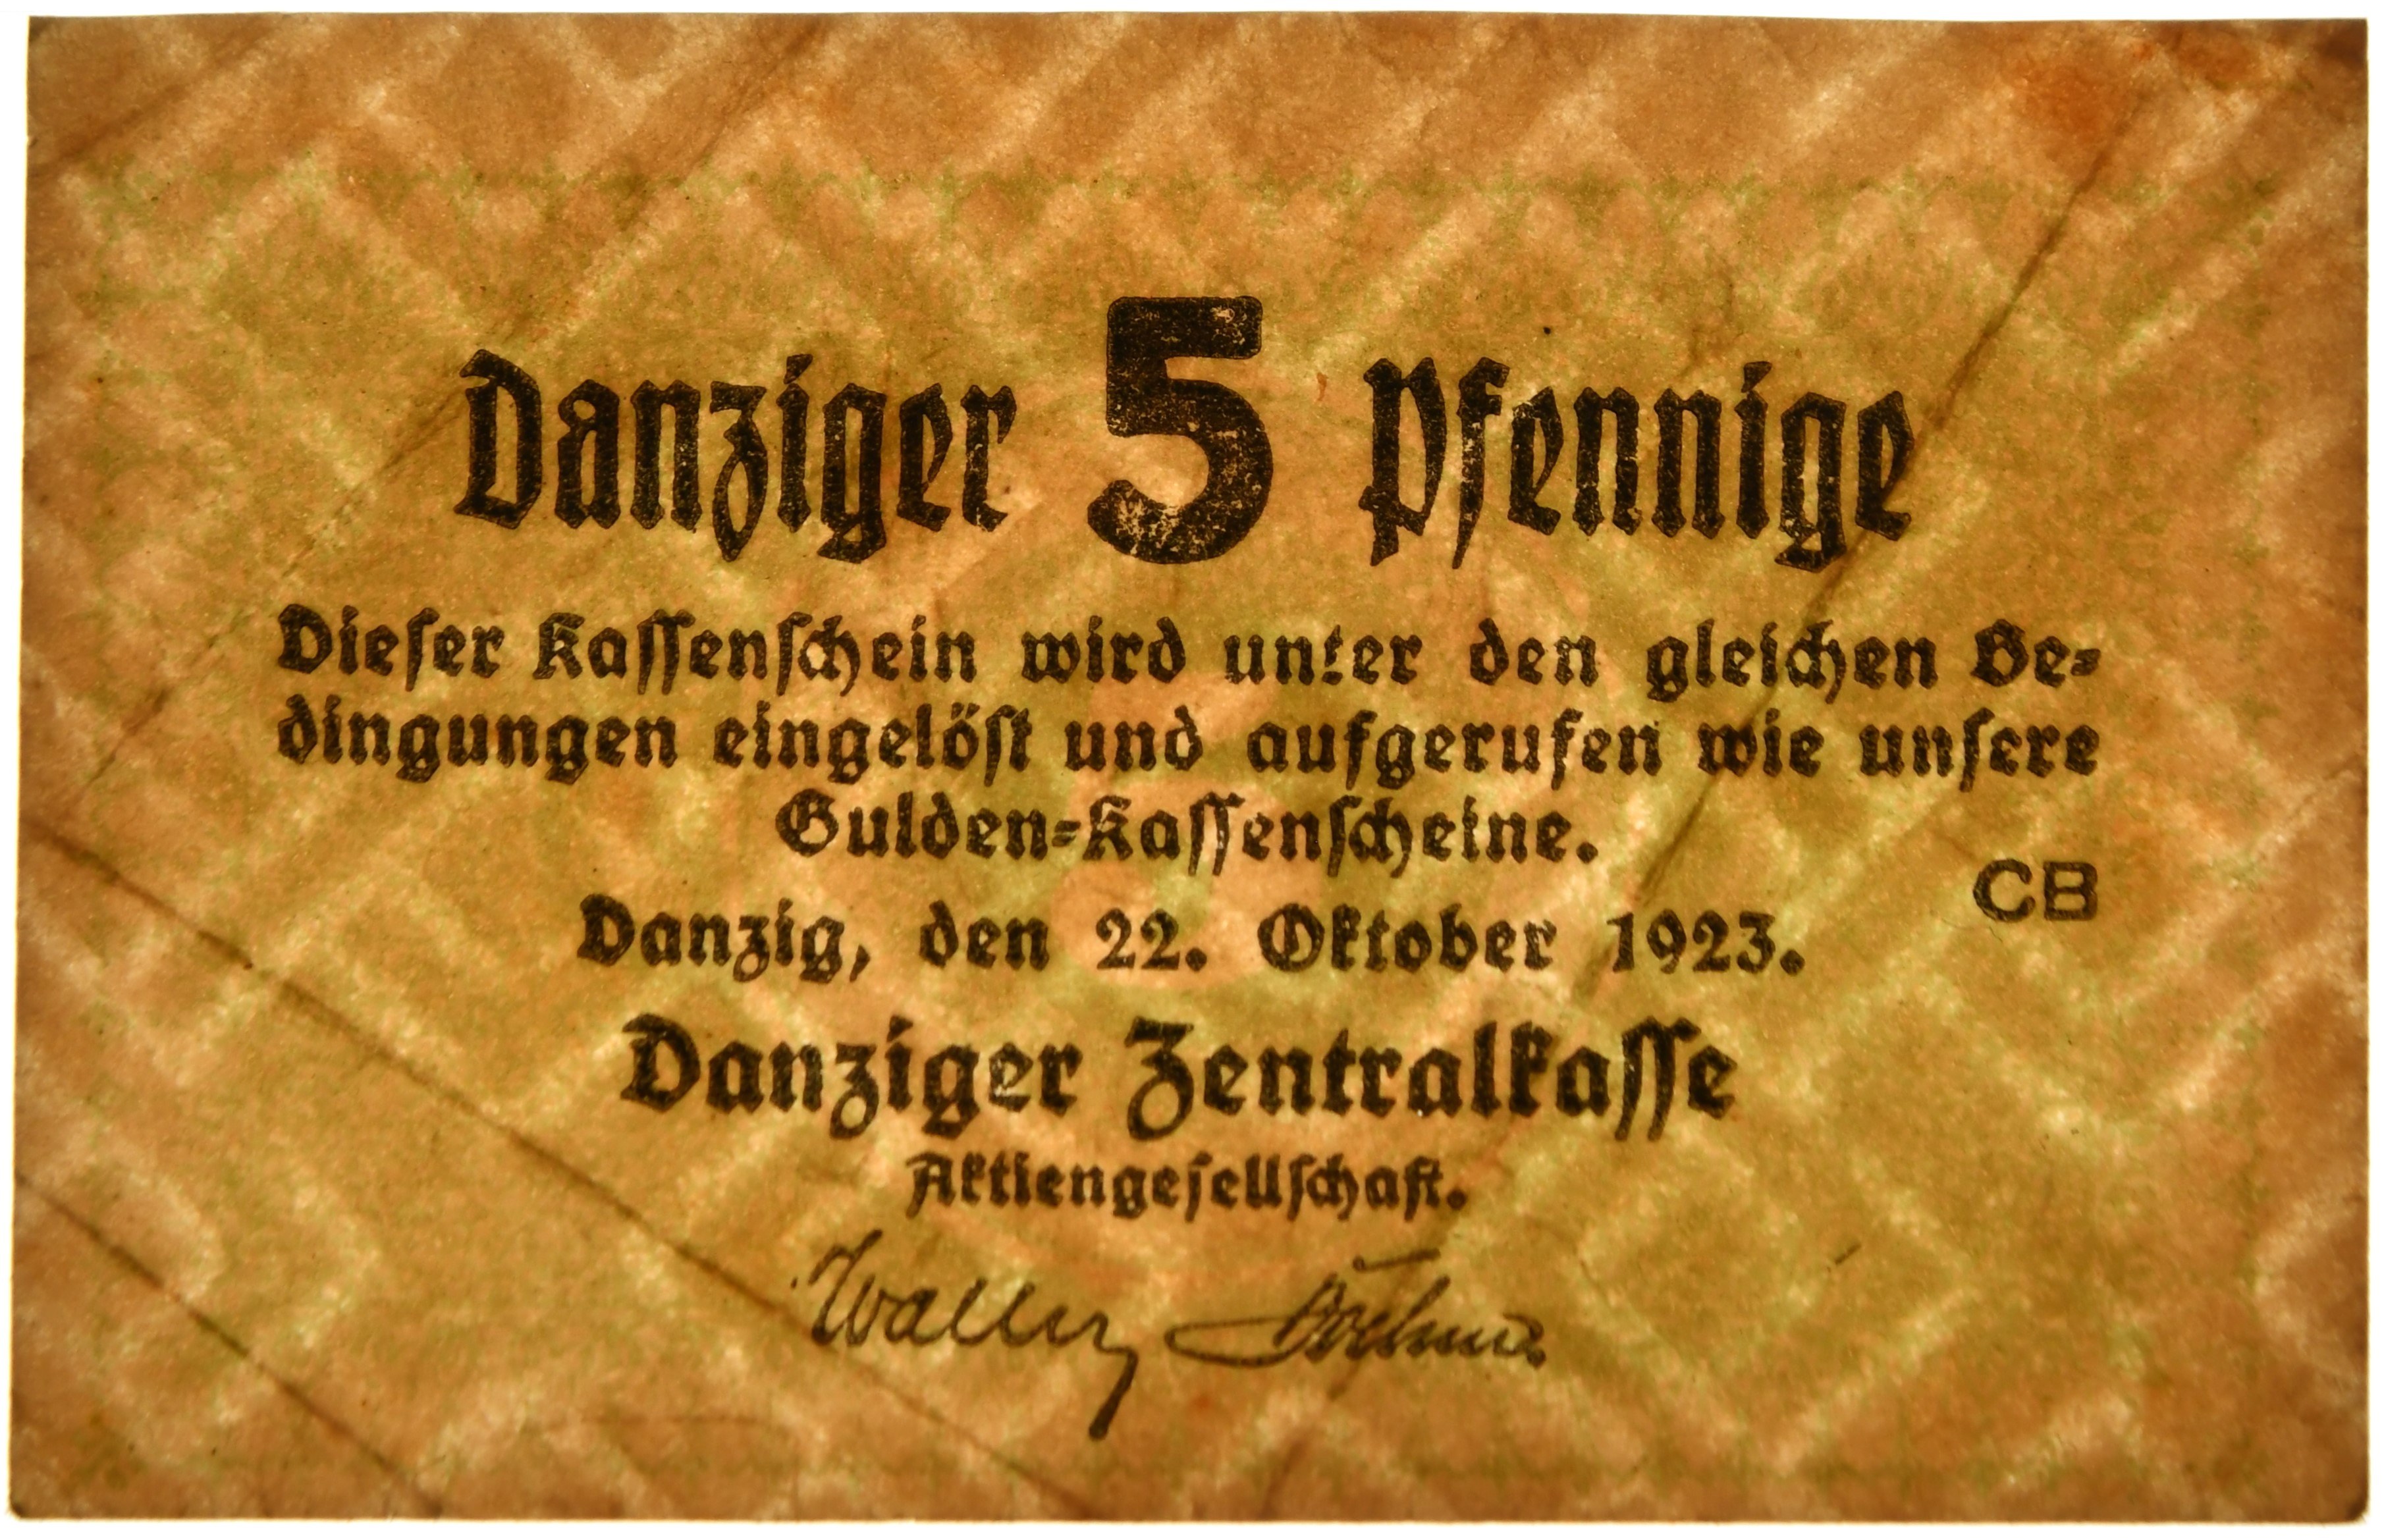 Danziger 5 Pfennige
Dieser Kassenschein wird unter den gleichen Be-
dingungen eingelöst und aufgerufen wie unsere
Gulden-Kassenscheine.
CB
Danzig, den 22. Oktober 1923.
Danziger Zentralkasse
Aktiengesellschaft.